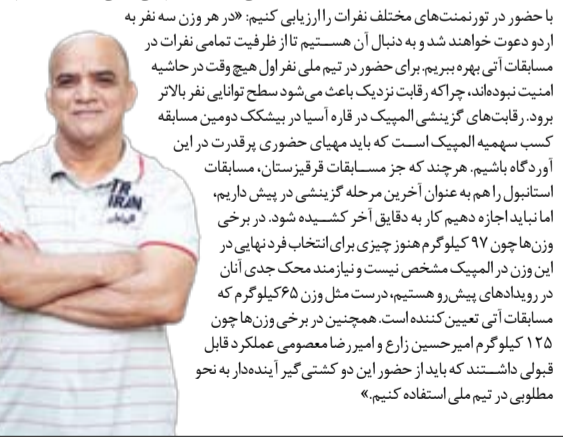 با حضور در تورنمنت‌های مختلف نفرات را ارزیابی کنیم: «در هر وزن سه نفر به
اردو دعوت خواهند شد و به دنبال آن هستیم تا از ظرفیت تمامی نفرات در
مسابقات آتی بهره ببریم. برای حضور در تیم ملی نفر اول هیچ وقت در حاشیه
امنیت نبوده‌اند، چراکه رقابت نزدیک باعث می‌شود سطح توانایی نفر بالاتر
برود. رقابت‌های گزینشی المپیک در قاره آسیا در بیشکک دومین مسابقه
کسب سهمیه المپیک است که باید مهیای حضوری پرقدرت در این
آوردگاه باشیم. هرچند که جز مسابقات قرقیزستان، مسابقات
استانبول را هم به عنوان آخرین مرحله گزینشی در پیش داریم،
اما نباید اجازه دهیم کار به دقایق آخر کشیده شود. در برخی
وزن‌ها چون ۹۷ کیلوگرم هنوز چیزی برای انتخاب فرد نهایی در
این وزن در المپیک مشخص نیست و نیازمند محک جدی آنان
در رویدادهای پیش‌رو هستیم، درست مثل وزن ۶۵ کیلوگرم که
مسابقات آتی تعیین‌کننده است. همچنین در برخی وزن‌ها چون
۱۲۵ کیلوگرم امیرحسین زارع و امیررضا معصومی عملکرد قابل
قبولی داشتند که باید از حضور این دو کشتی‌گیر آینده‌دار به نحو
مطلوبی در تیم ملی استفاده کنیم.»
IRAN